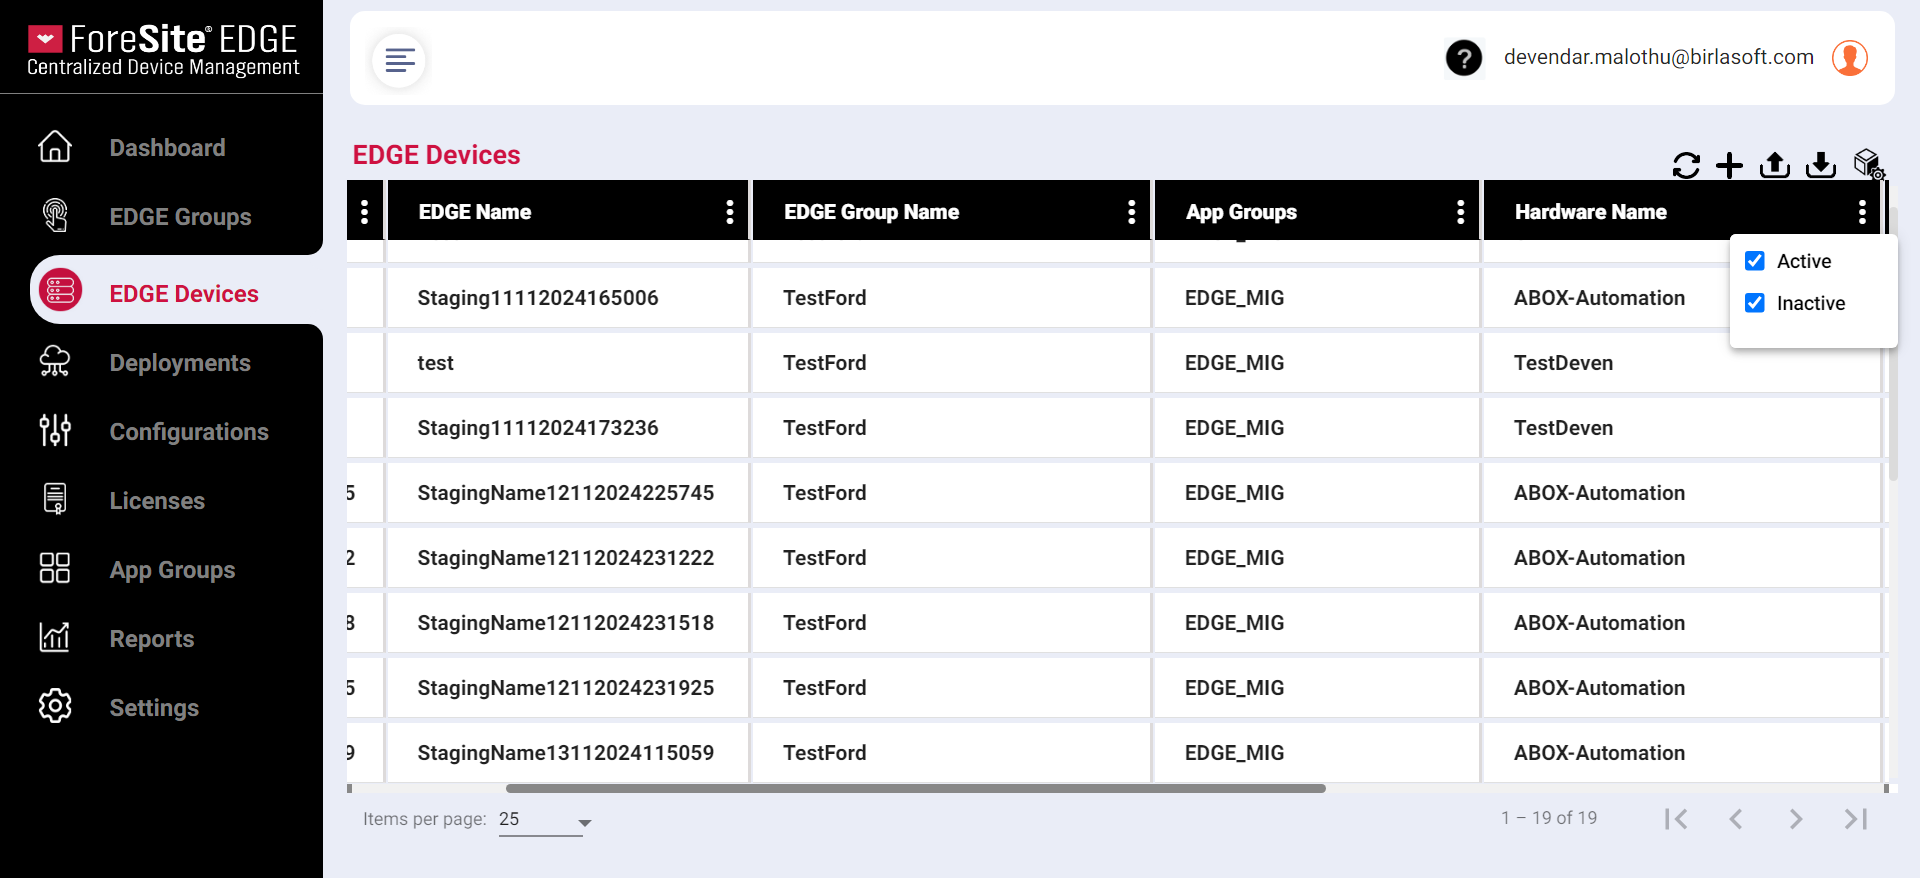 ForeSite® EDGE
Centralized Device Management
devendar.malothu@birlasoft.com
Dashboard
EDGE Groups
EDGE Devices
Deployments
Configurations
Licenses
App Groups
Reports
Settings
EDGE Devices
EDGE Name EDGE Group Name App Groups Hardware Name
Active
Inactive
Staging11112024165006 TestFord EDGE_MIG ABOX-Automation
test TestFord EDGE_MIG TestDeven
Staging11112024173236 TestFord EDGE_MIG TestDeven
5 StagingName12112024225745 TestFord EDGE_MIG ABOX-Automation
2 StagingName12112024231222 TestFord EDGE_MIG ABOX-Automation
8 StagingName12112024231518 TestFord EDGE_MIG ABOX-Automation
5 StagingName12112024231925 TestFord EDGE_MIG ABOX-Automation
9 StagingName13112024115059 TestFord EDGE_MIG ABOX-Automation
Items per page: 25
1 – 19 of 19